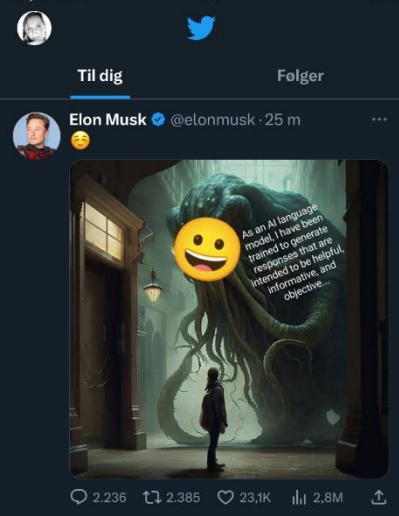 Til dig
Følger
Elon Musk @elonmusk · 25 m
As an AI language
model, I have been
trained to generate
responses that are
intended to be helpful,
informative, and
objective...
2.236 2.385 23,1K 2,8M